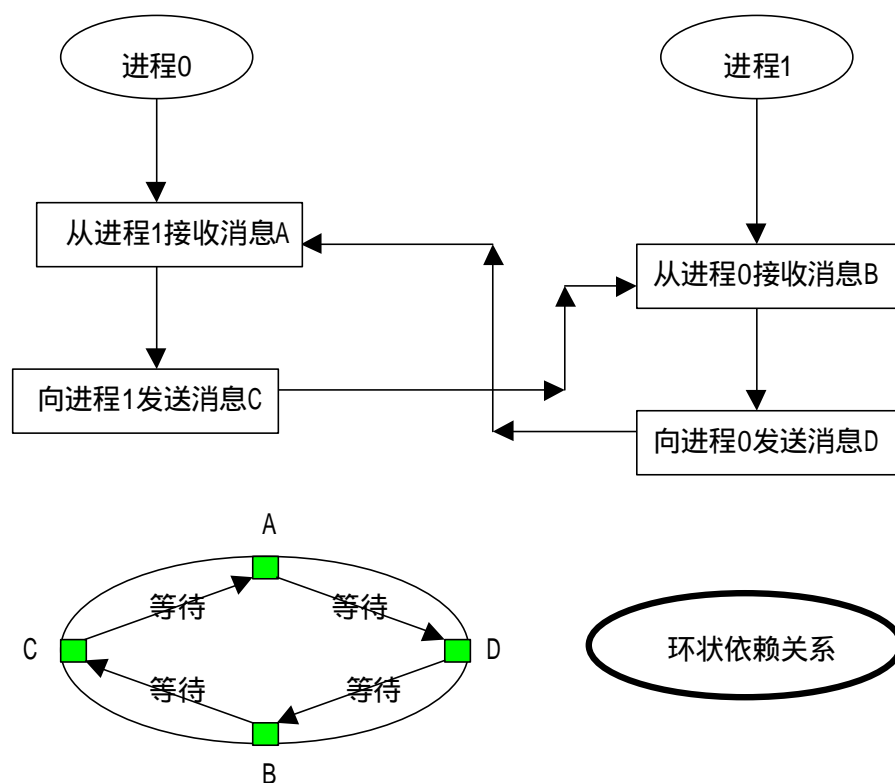 进程0
进程1
从进程1接收消息A
从进程0接收消息B
向进程1发送消息C
向进程0发送消息D
A
等待
等待
C
D
环状依赖关系
等待
等待
B